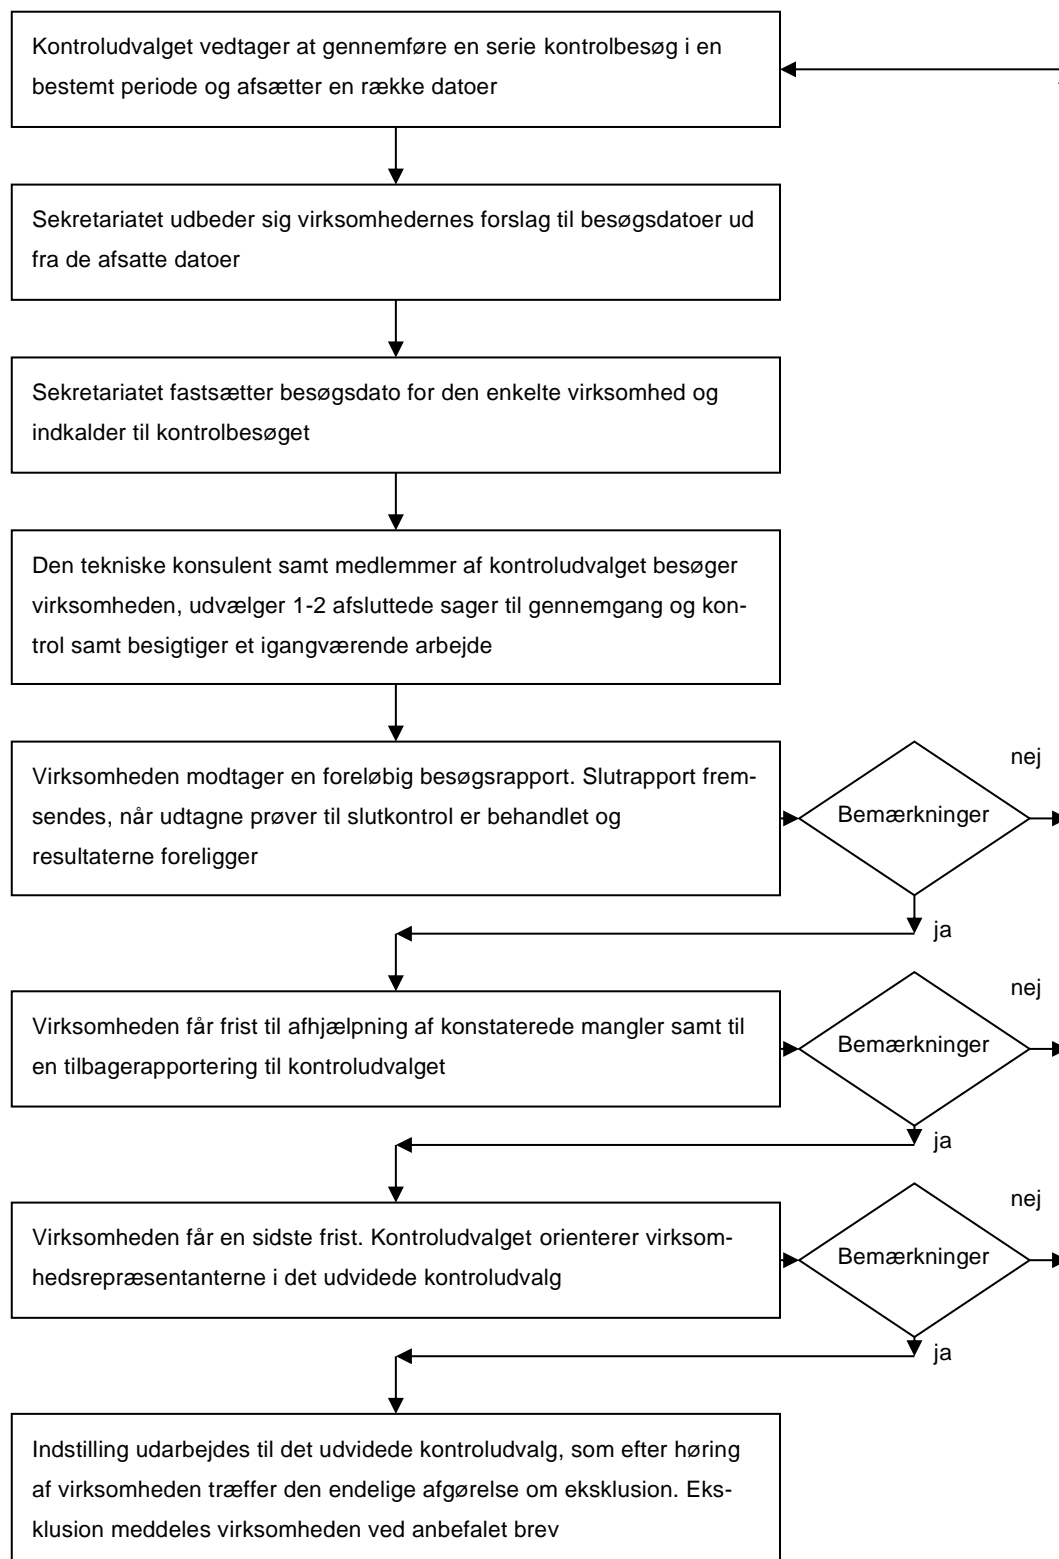 Kontroludvalget vedtager at gennemføre en serie kontrolbesøg i en
bestemt periode og afsætter en række datoer
Sekretariatet udbeder sig virksomhedernes forslag til besøgsdatoer ud
fra de afsatte datoer
Sekretariatet fastsætter besøgsdato for den enkelte virksomhed og
indkalder til kontrolbesøget
Den tekniske konsulent samt medlemmer af kontroludvalget besøger
virksomheden, udvælger 1-2 afsluttede sager til gennemgang og kon-
trol samt besigtiger et igangværende arbejde
Virksomheden modtager en foreløbig besøgsrapport. Slutrapport frem-
sendes, når udtagne prøver til slutkontrol er behandlet og
resultaterne foreligger
nej
Bemærkninger
ja
Virksomheden får frist til afhjælpning af konstaterede mangler samt til
en tilbagerapportering til kontroludvalget
nej
Bemærkninger
ja
Virksomheden får en sidste frist. Kontroludvalget orienterer virksom-
hedsrepræsentanterne i det udvidede kontroludvalg
nej
Bemærkninger
ja
Indstilling udarbejdes til det udvidede kontroludvalg, som efter høring
af virksomheden træffer den endelige afgørelse om eksklusion. Eks-
klusion meddeles virksomheden ved anbefalet brev